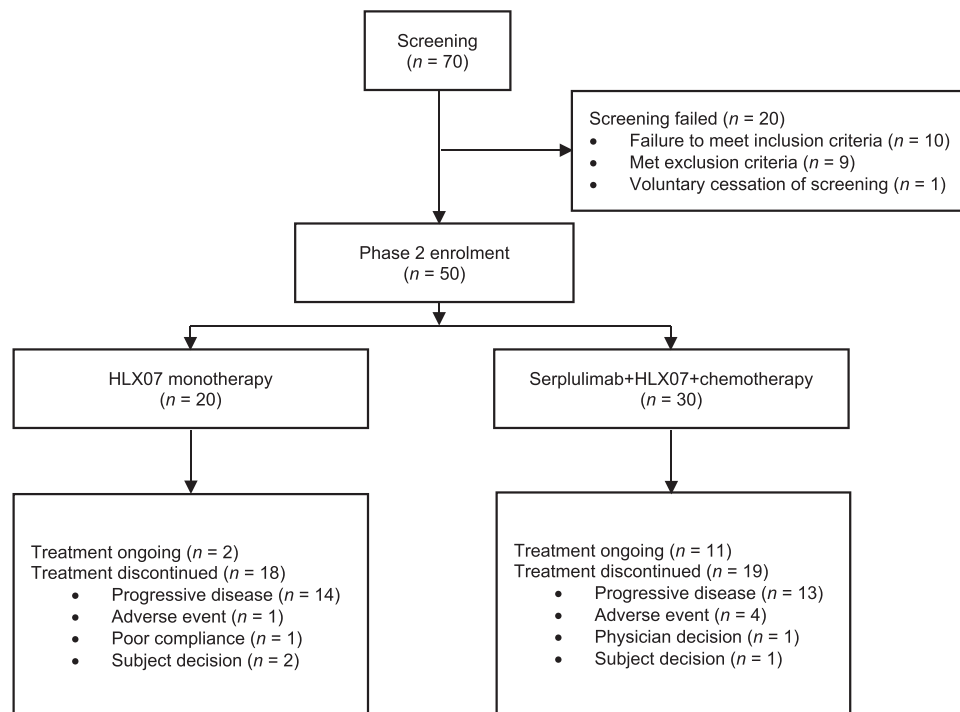 Screening
(n = 70)
Screening failed (n = 20)
• Failure to meet inclusion criteria (n = 10)
• Met exclusion criteria (n = 9)
• Voluntary cessation of screening (n = 1)
Phase 2 enrolment
(n = 50)
HLX07 monotherapy
(n = 20)
Serplulimab+HLX07+chemotherapy
(n = 30)
Treatment ongoing (n = 2)
Treatment discontinued (n = 18)
• Progressive disease (n = 14)
• Adverse event (n = 1)
• Poor compliance (n = 1)
• Subject decision (n = 2)
Treatment ongoing (n = 11)
Treatment discontinued (n = 19)
• Progressive disease (n = 13)
• Adverse event (n = 4)
• Physician decision (n = 1)
• Subject decision (n = 1)